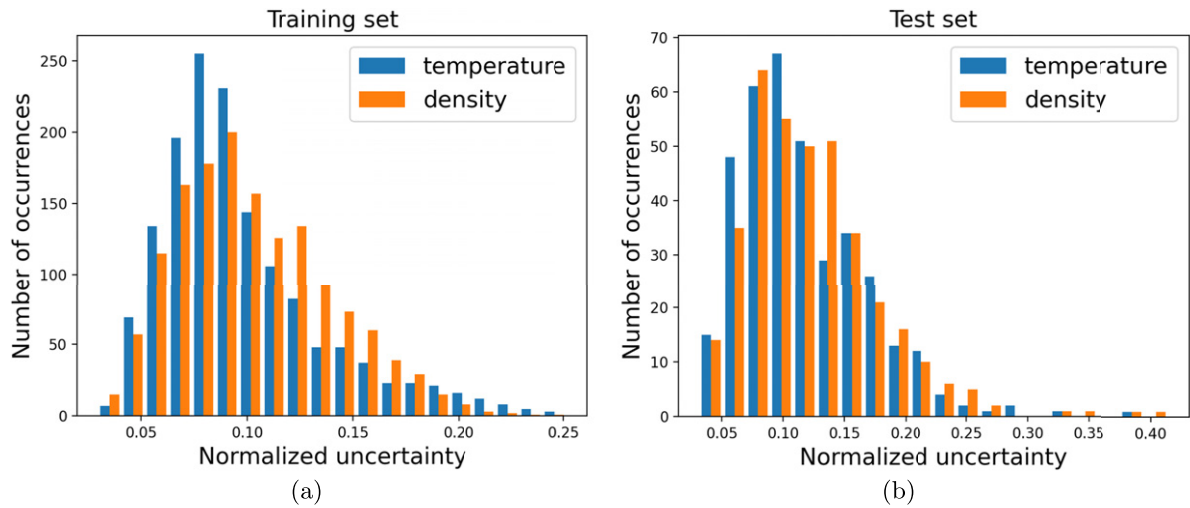 Training set
temperature
density
Number of occurrences
250
200
150
100
50
0
0.05 0.10 0.15 0.20 0.25
Normalized uncertainty
(a)
Test set
temperature
density
Number of occurrences
70
60
50
40
30
20
10
0
0.05 0.10 0.15 0.20 0.25 0.30 0.35 0.40
Normalized uncertainty
(b)